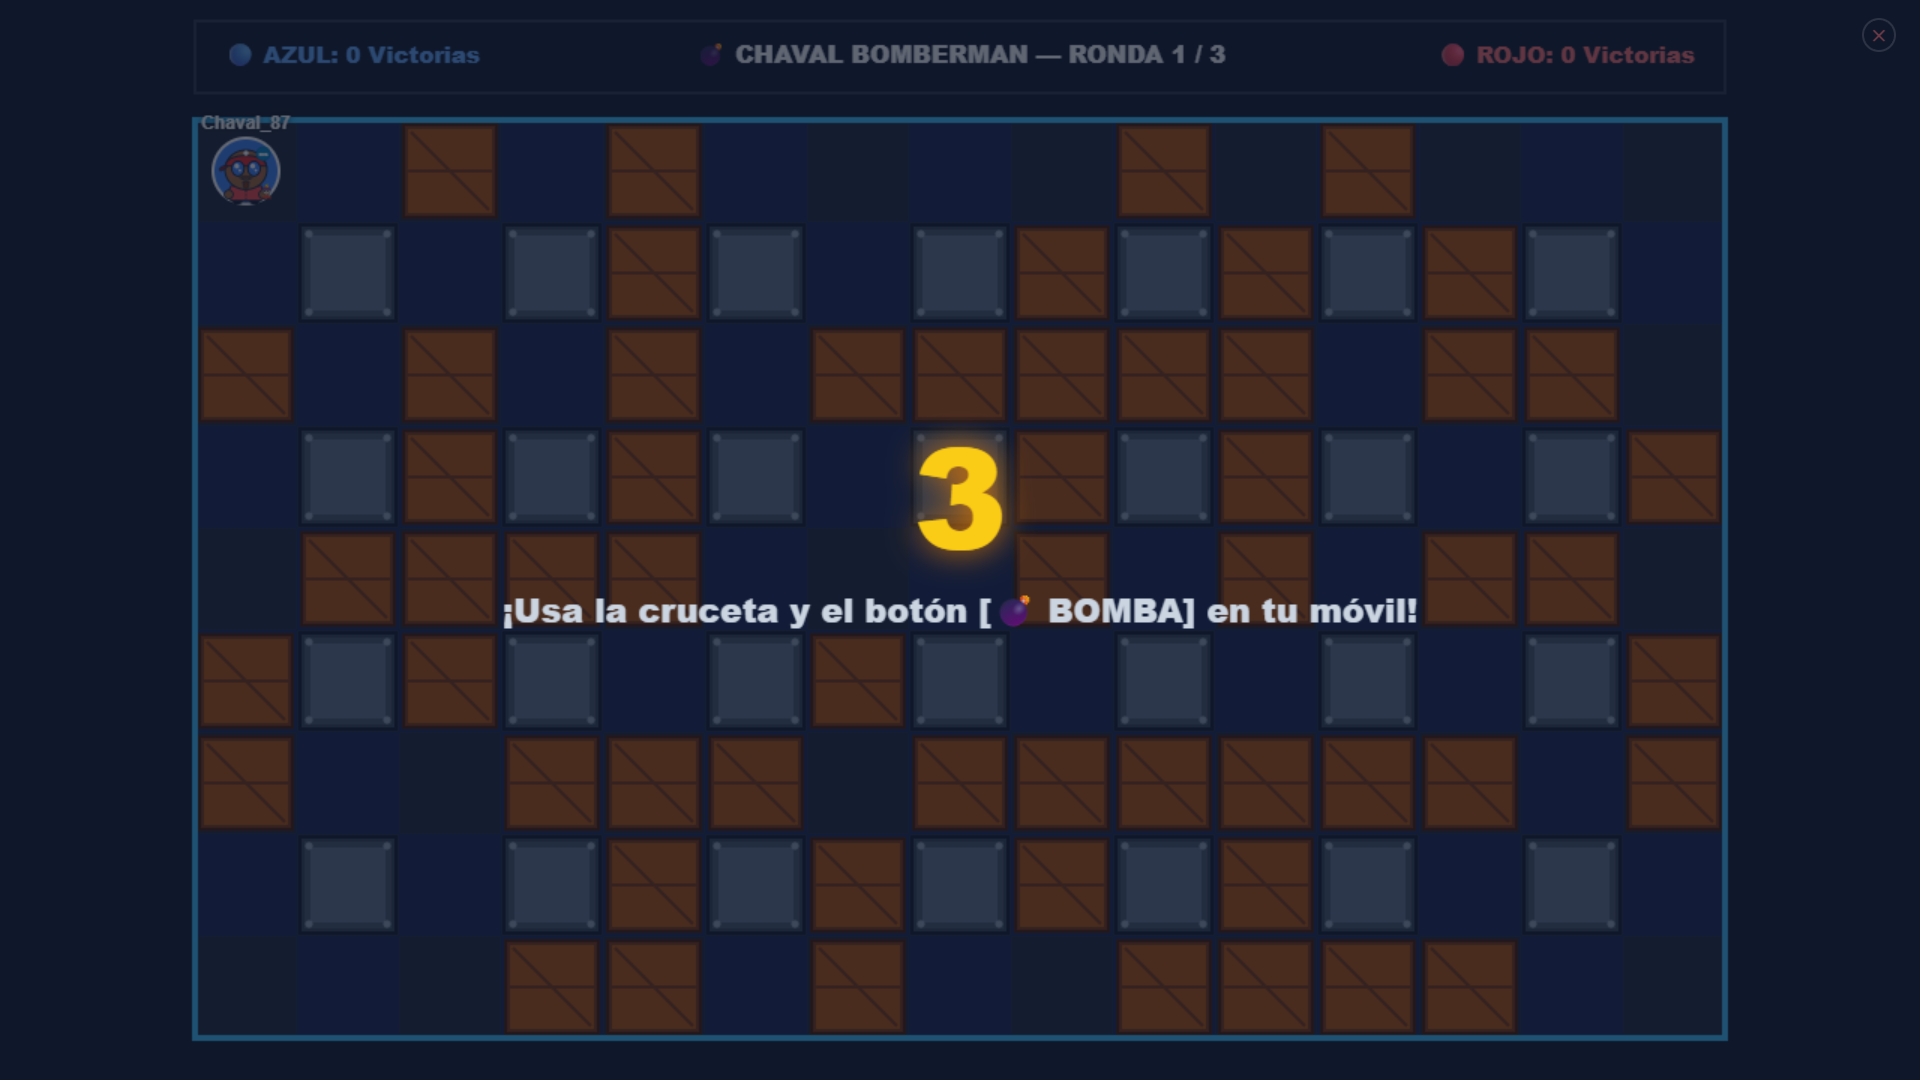 AZUL: 0 Victorias
CHAVAL BOMBERMAN — RONDA 1 / 3
ROJO: 0 Victorias
Chaval_87
3
¡Usa la cruceta y el botón [💣 BOMBA] en tu móvil!